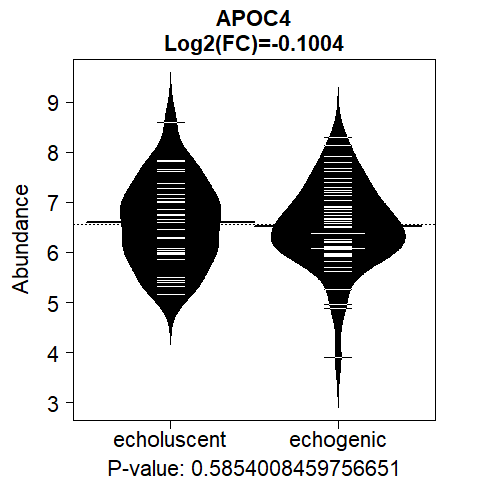 APOC4
Log2(FC)=-0.1004
Abundance
9
8
7
6
5
4
3
echoluscent echogenic
P-value: 0.5854008459756651